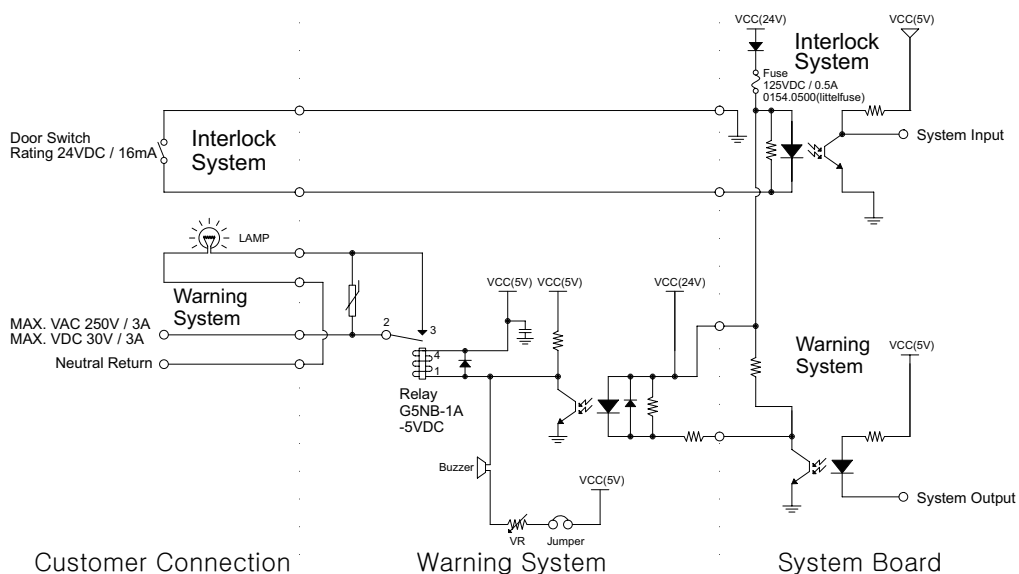 VCC(24V)
VCC(5V)
Interlock
System
Fuse
125VDC / 0.5A
0154.0500(littelfuse)
Door Switch
Rating 24VDC / 16mA
Interlock
System
System Input
LAMP
Warning
System
MAX. VAC 250V / 3A
MAX. VDC 30V / 3A
Neutral Return
2
3
4
1
VCC(5V)
VCC(5V)
VCC(24V)
Relay
G5NB-1A
-5VDC
Warning
System
VCC(5V)
Buzzer
VCC(5V)
VR
Jumper
System Output
Customer Connection
Warning System
System Board